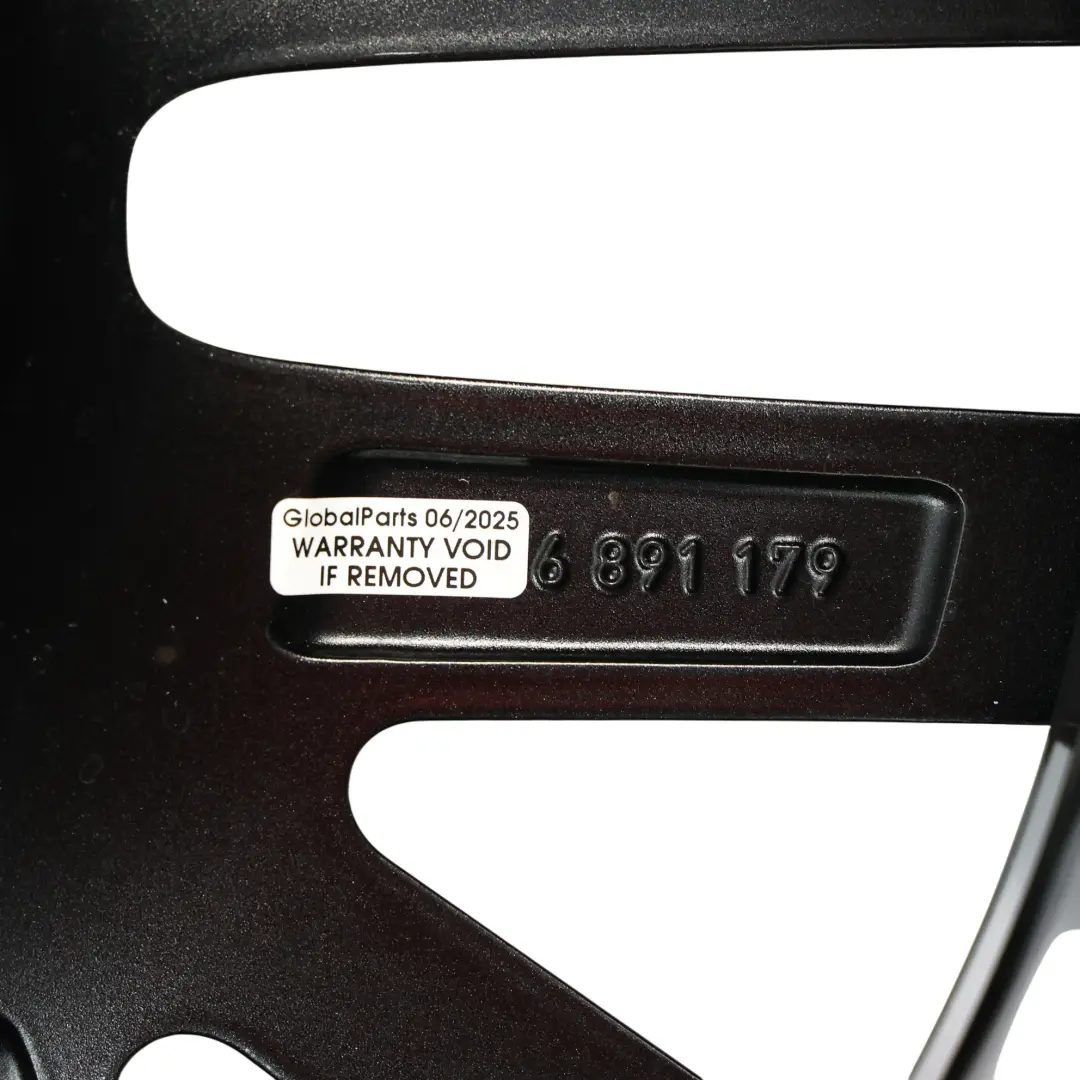 GlobalParts 06/2025
WARRANTY VOID
IF REMOVED
6 891 179